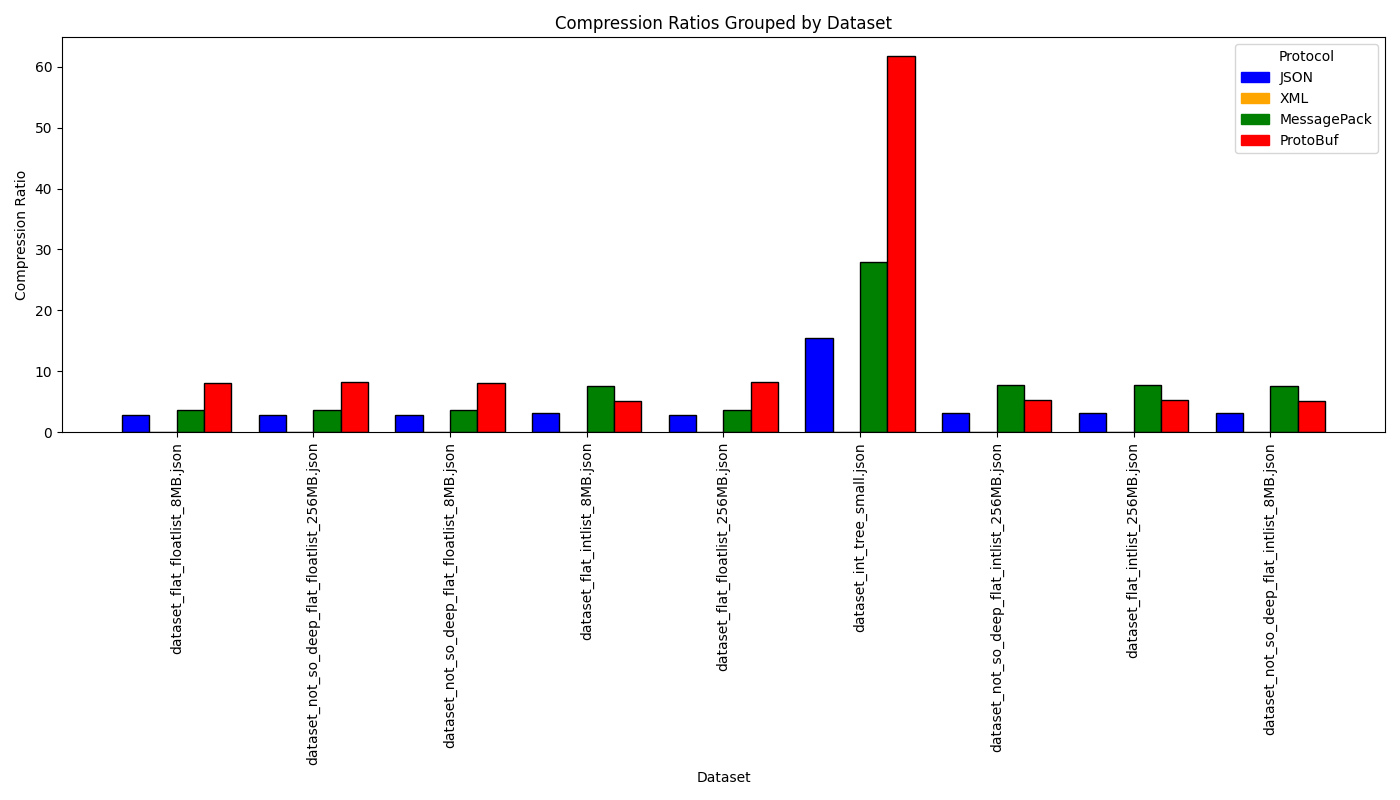 Compression Ratios Grouped by Dataset
Compression Ratio
60
50
40
30
20
10
0
Protocol
JSON
XML
MessagePack
ProtoBuf
dataset_flat_floatlist_8MB.json
dataset_not_so_deep_flat_floatlist_256MB.json
dataset_not_so_deep_flat_floatlist_8MB.json
dataset_flat_intlist_8MB.json
dataset_flat_floatlist_256MB.json
dataset_int_tree_small.json
dataset_not_so_deep_flat_intlist_256MB.json
dataset_flat_intlist_256MB.json
dataset_not_so_deep_flat_intlist_8MB.json
Dataset